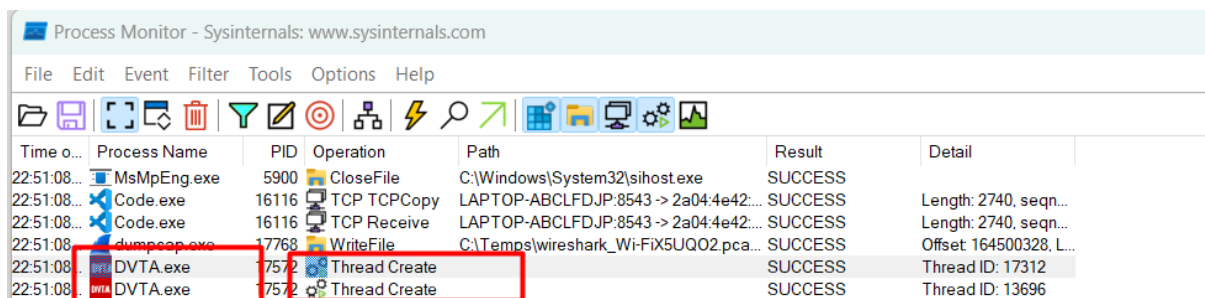 Process Monitor - Sysinternals: www.sysinternals.com
File Edit Event Filter Tools Options Help
Time o... Process Name PID Operation Path Result Detail
22:51:08... MsMpEng.exe 5900 CloseFile C:\Windows\System32\sihost.exe SUCCESS
22:51:08... Code.exe 16116 TCP TCPCopy LAPTOP-ABCLFDJP:8543 -> 2a04:4e42:... SUCCESS Length: 2740, seqn...
22:51:08... Code.exe 16116 TCP Receive LAPTOP-ABCLFDJP:8543 -> 2a04:4e42:... SUCCESS Length: 2740, seqn...
22:51:08... dumpcap.exe 17768 WriteFile C:\Temps\wireshark_Wi-FiX5UQO2.pca... SUCCESS Offset: 164500328, L...
22:51:08... DVTA.exe 17572 Thread Create SUCCESS Thread ID: 17312
22:51:08... DVTA.exe 17572 Thread Create SUCCESS Thread ID: 13696